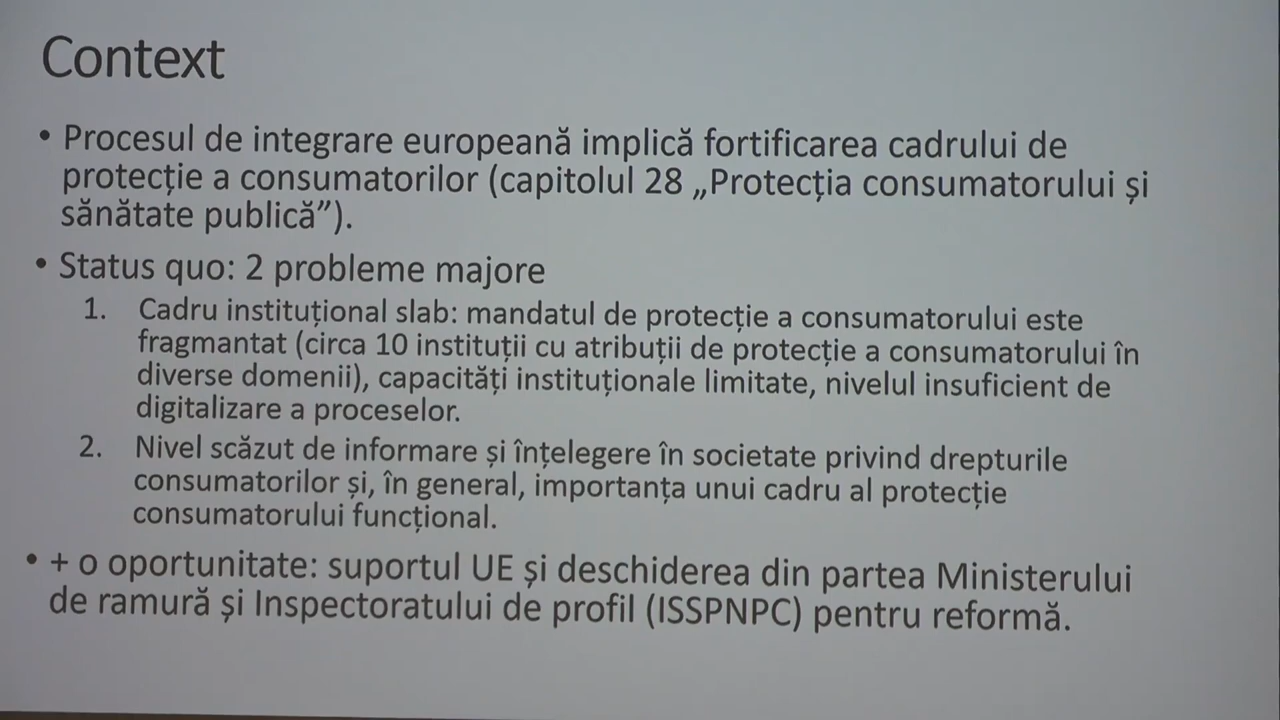 Context
• Procesul de integrare europeană implică fortificarea cadrului de
protecție a consumatorilor (capitolul 28 „Protecția consumatorului și
sănătate publică”).
• Status quo: 2 probleme majore
1. Cadru instituțional slab: mandatul de protecție a consumatorului este
fragmantat (circa 10 instituții cu atribuții de protecție a consumatorului în
diverse domenii), capacități instituționale limitate, nivelul insuficient de
digitalizare a proceselor.
2. Nivel scăzut de informare și înțelegere în societate privind drepturile
consumatorilor și, în general, importanța unui cadru al protecție
consumatorului funcțional.
• + o oportunitate: suportul UE și deschiderea din partea Ministerului
de ramură și Inspectoratului de profil (ISSPNPC) pentru reformă.